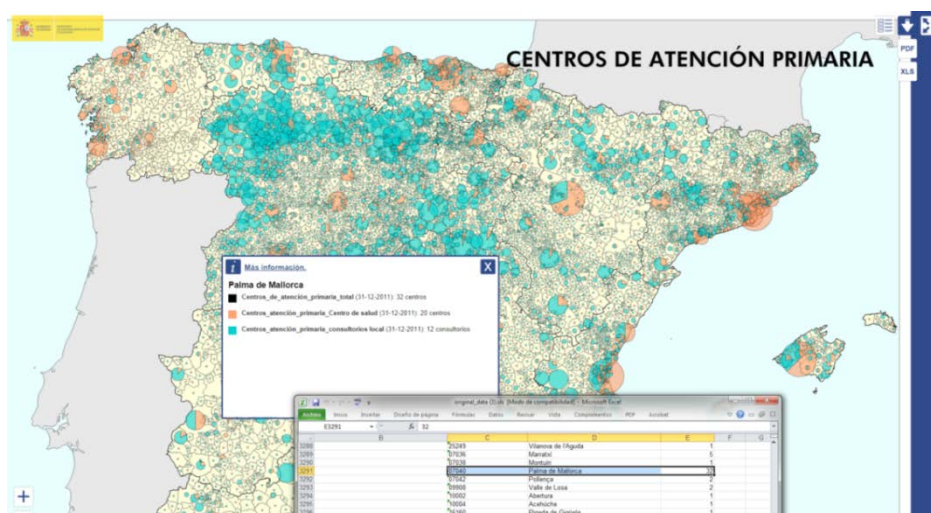 CENTROS DE ATENCIÓN PRIMARIA
PDF
XLS
i Más información. X
Palma de Mallorca
Centros_de_atención_primaria_total (31-12-2011): 32 centros
Centros_atención_primaria_Centro de salud (31-12-2011): 20 centros
Centros_atención_primaria_consultorios local (31-12-2011): 12 consultorios
original_data (3).xls [Modo de compatibilidad] - Microsoft Excel
Archivo Inicio Insertar Diseño de página Fórmulas Datos Revisar Vista Complementos PDF Acrobat
E3291 fx 32
B C D E F G
3288 25249 Vilanova de l'Aguda 1
3289 07036 Marratxí 5
3290 07038 Montuïri 1
3291 07040 Palma de Mallorca 32
3292 07042 Pollença 2
3293 09908 Valle de Losa 2
3294 10002 Abertura 1
3295 10004 Acehúche 1